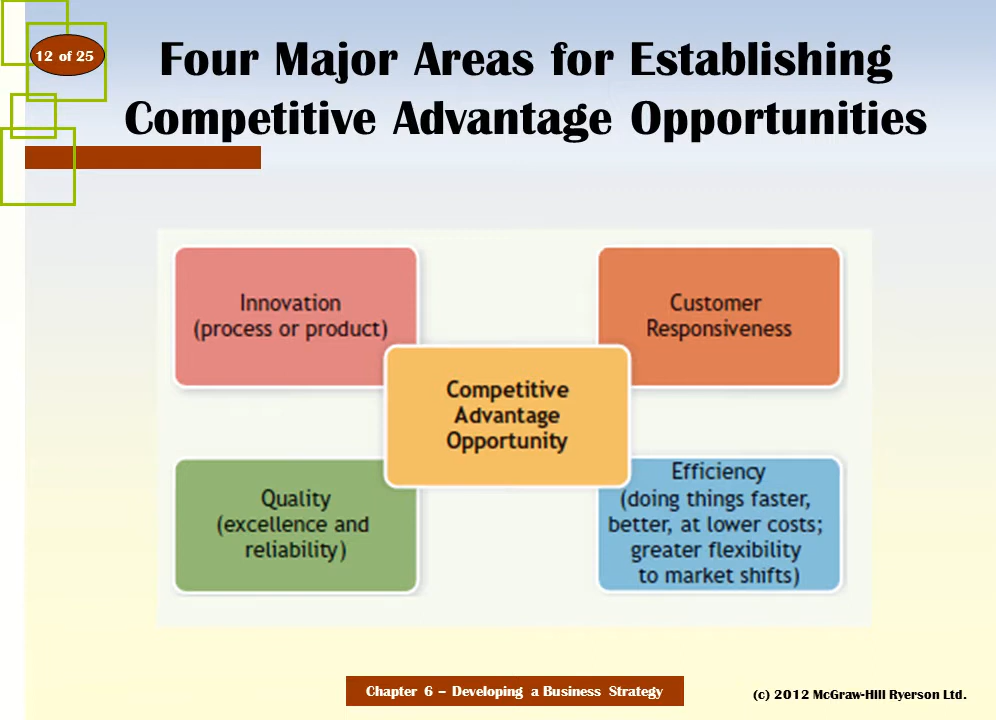 12 of 25
Four Major Areas for Establishing
Competitive Advantage Opportunities
Innovation
(process or product)
Customer
Responsiveness
Competitive
Advantage
Opportunity
Quality
(excellence and
reliability)
Efficiency
(doing things faster,
better, at lower costs;
greater flexibility
to market shifts)
Chapter 6 – Developing a Business Strategy
(c) 2012 McGraw-Hill Ryerson Ltd.